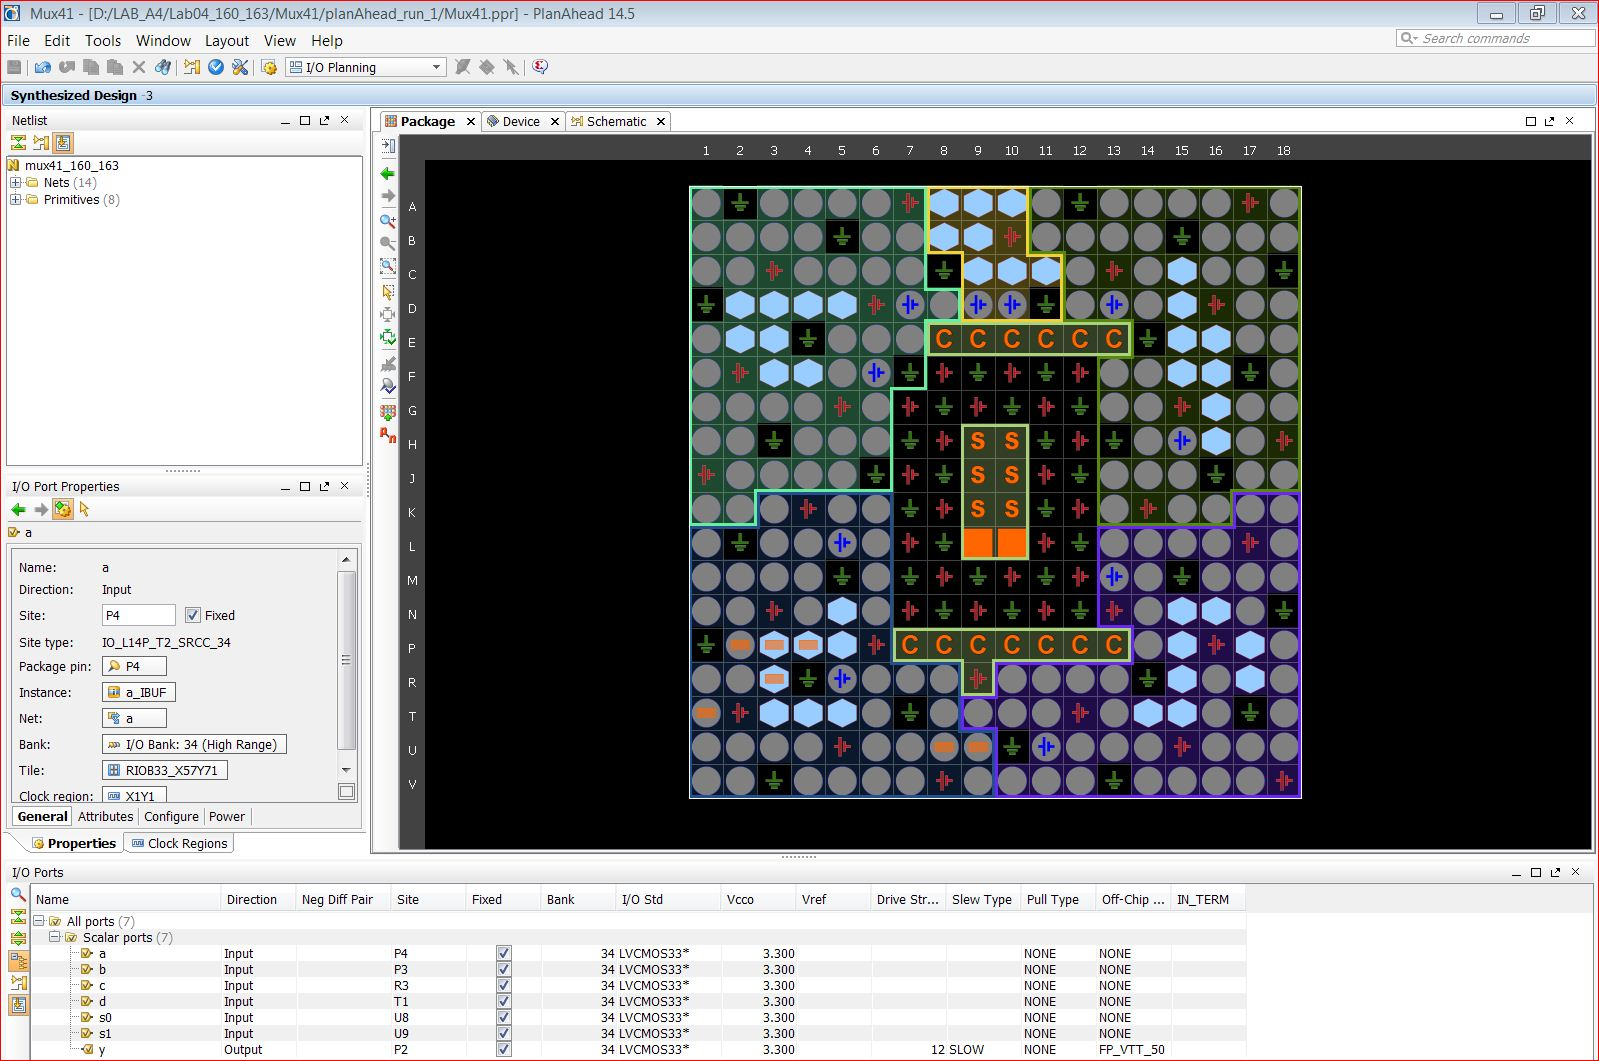 Mux41 - [D:/LAB_A4/Lab04_160_163/Mux41/planAhead_run_1/Mux41.ppr] - PlanAhead 14.5
File Edit Tools Window Layout View Help
Search commands
I/O Planning
Synthesized Design -3
Netlist
mux41_160_163
Nets (14)
Primitives (8)
Package Device Schematic
1 2 3 4 5 6 7 8 9 10 11 12 13 14 15 16 17 18
A
B
C
D
E C C C C C C
F
G
H S S
J S S
K S S
L
M
N
P C C C C C C C
R
T
U
V
I/O Port Properties
a
Name: a
Direction: Input
Site: P4 Fixed
Site type: IO_L14P_T2_SRCC_34
Package pin: P4
Instance: a_IBUF
Net: a
Bank: I/O Bank: 34 (High Range)
Tile: RIOB33_X57Y71
Clock region: X1Y1
General Attributes Configure Power
Properties Clock Regions
I/O Ports
Name Direction Neg Diff Pair Site Fixed Bank I/O Std Vcco Vref Drive Str... Slew Type Pull Type Off-Chip ... IN_TERM
All ports (7)
Scalar ports (7)
a Input P4 34 LVCMOS33* 3.300 NONE NONE
b Input P3 34 LVCMOS33* 3.300 NONE NONE
c Input R3 34 LVCMOS33* 3.300 NONE NONE
d Input T1 34 LVCMOS33* 3.300 NONE NONE
s0 Input U8 34 LVCMOS33* 3.300 NONE NONE
s1 Input U9 34 LVCMOS33* 3.300 NONE NONE
y Output P2 34 LVCMOS33* 3.300 12 SLOW NONE FP_VTT_50